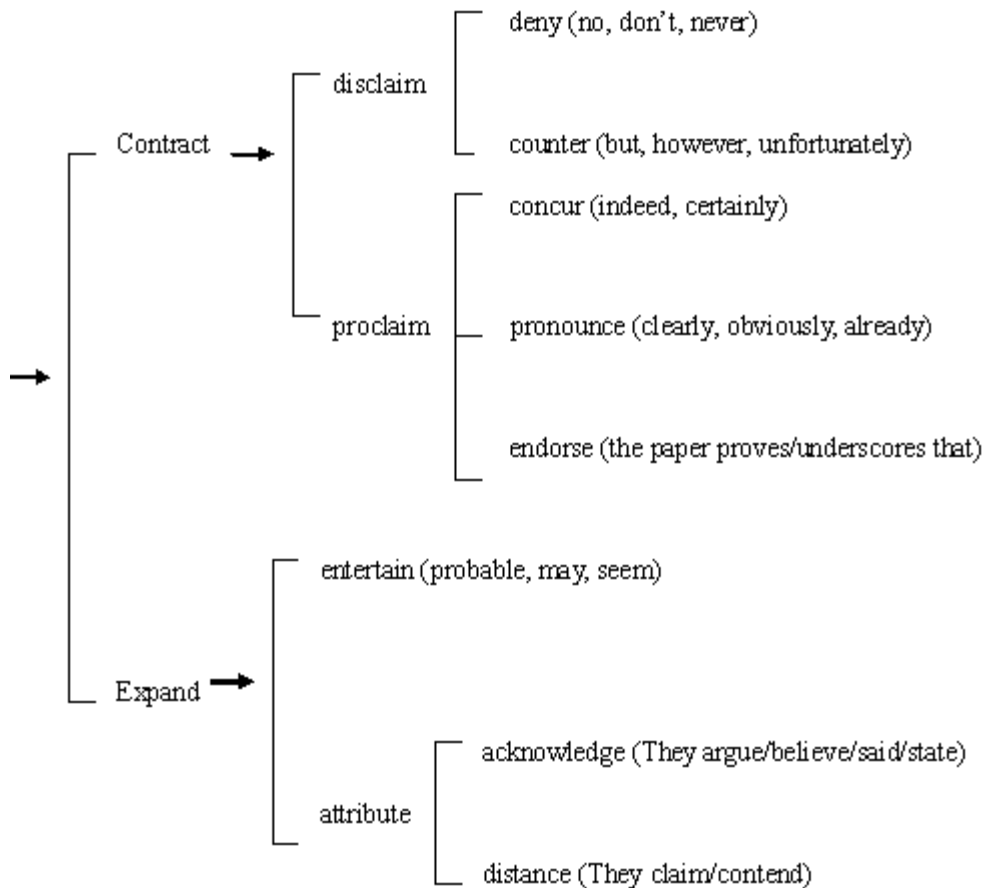 deny (no, don’t, never)
disclaim
Contract
counter (but, however, unfortunately)
concur (indeed, certainly)
proclaim
pronounce (clearly, obviously, already)
endorse (the paper proves/underscores that)
entertain (probable, may, seem)
Expand
acknowledge (They argue/believe/said/state)
attribute
distance (They claim/contend)